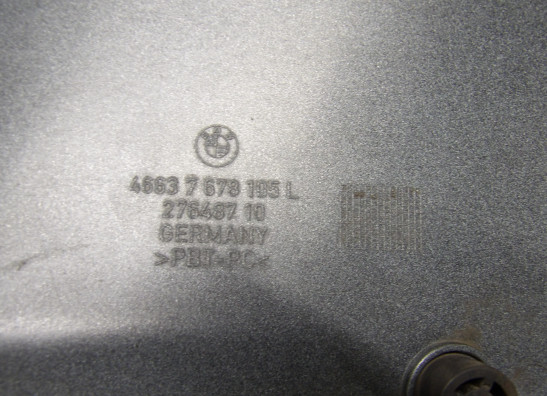 4663 7 678 195 L
276487 10
GERMANY
>PBT+PC<